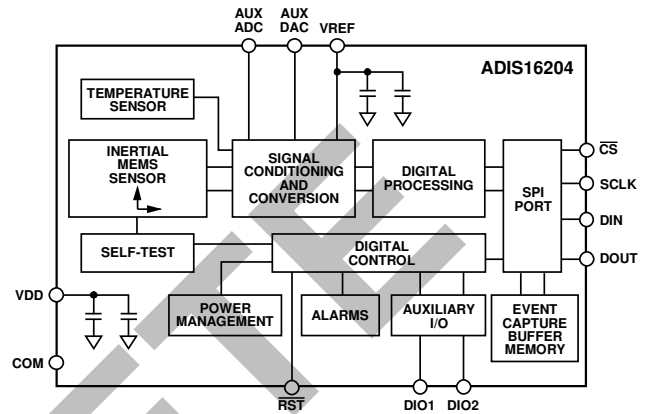 AUX
ADC
AUX
DAC
VREF
ADIS16204
TEMPERATURE
SENSOR
INERTIAL
MEMS
SENSOR
SIGNAL
CONDITIONING
AND
CONVERSION
DIGITAL
PROCESSING
SPI
PORT
CS
SCLK
DIN
DOUT
SELF-TEST
DIGITAL
CONTROL
VDD
POWER
MANAGEMENT
ALARMS
AUXILIARY
I/O
EVENT
CAPTURE
BUFFER
MEMORY
COM
RST
DIO1
DIO2